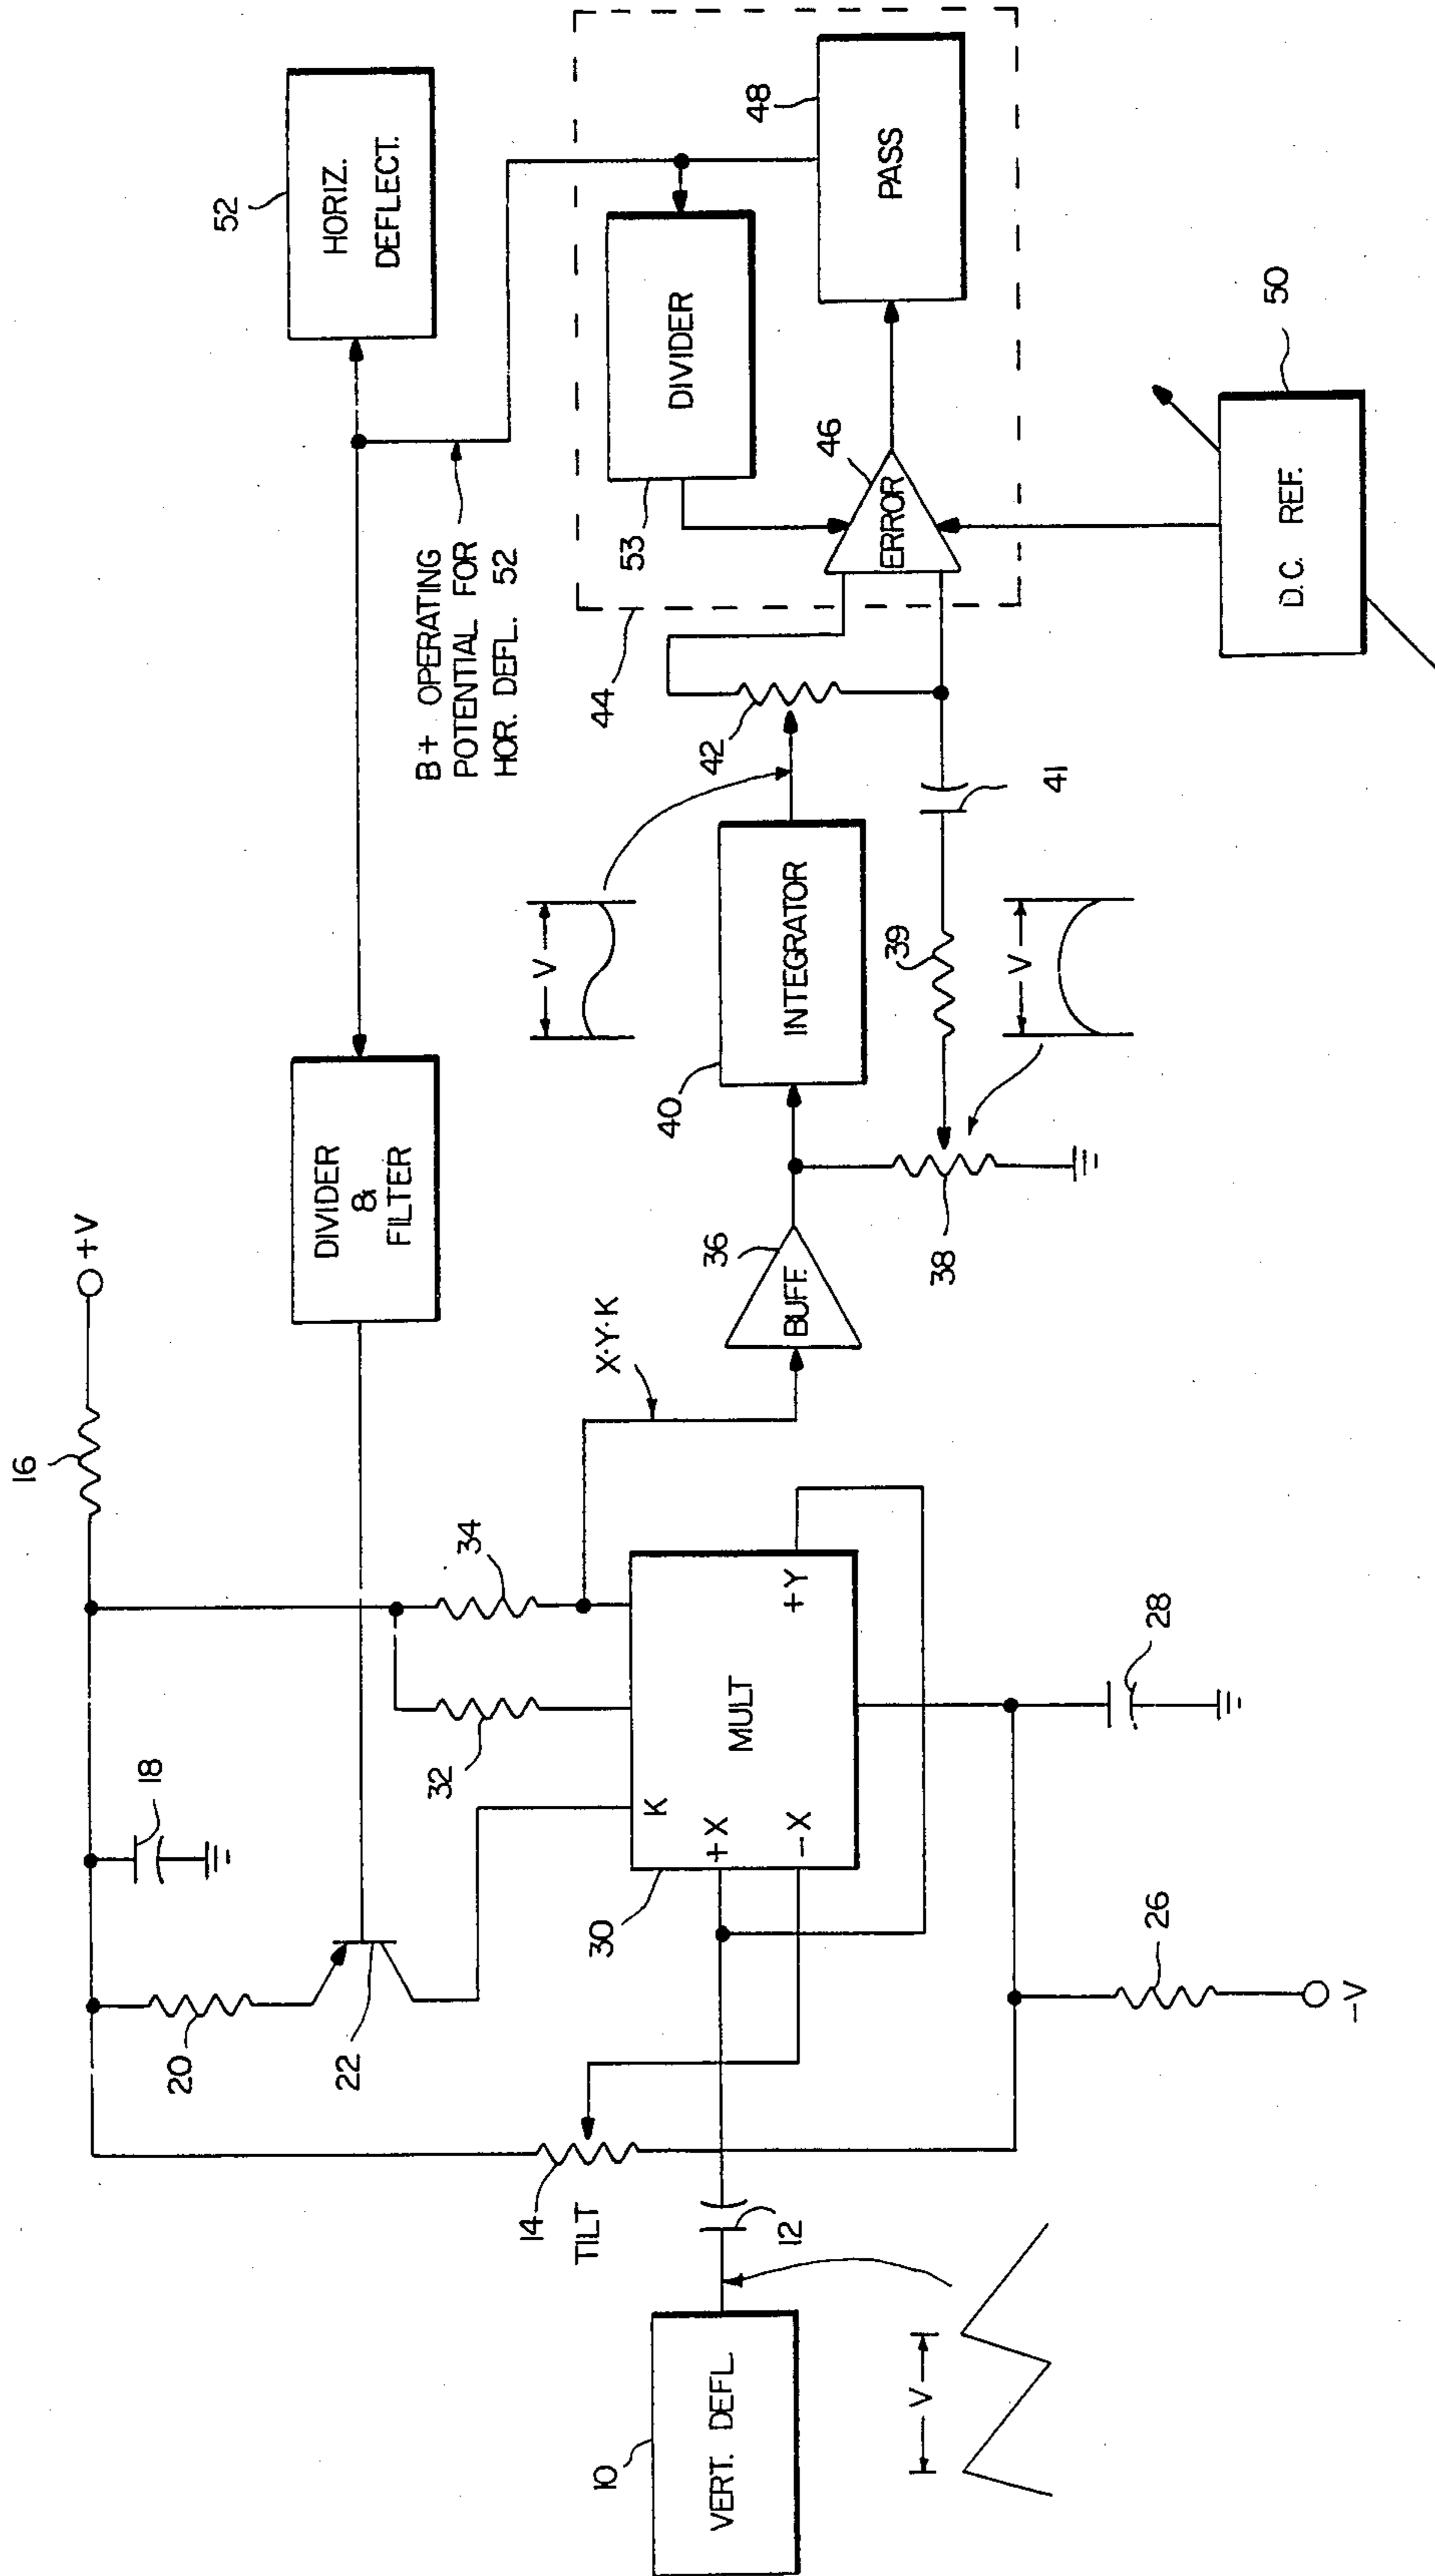 16
+V
18
20
22
DIVIDER
&
FILTER
52
HORIZ.
DEFLECT.
B+ OPERATING
POTENTIAL FOR
HOR. DEFL. 52
14
TILT
32
34
K
+X
-X
+Y
MULT
30
X·Y·K
36
BUFF.
40
INTEGRATOR
V
42
44
53
DIVIDER
46
ERROR
48
PASS
10
VERT. DEFL.
12
V
26
-V
28
38
39
V
41
50
D.C. REF.